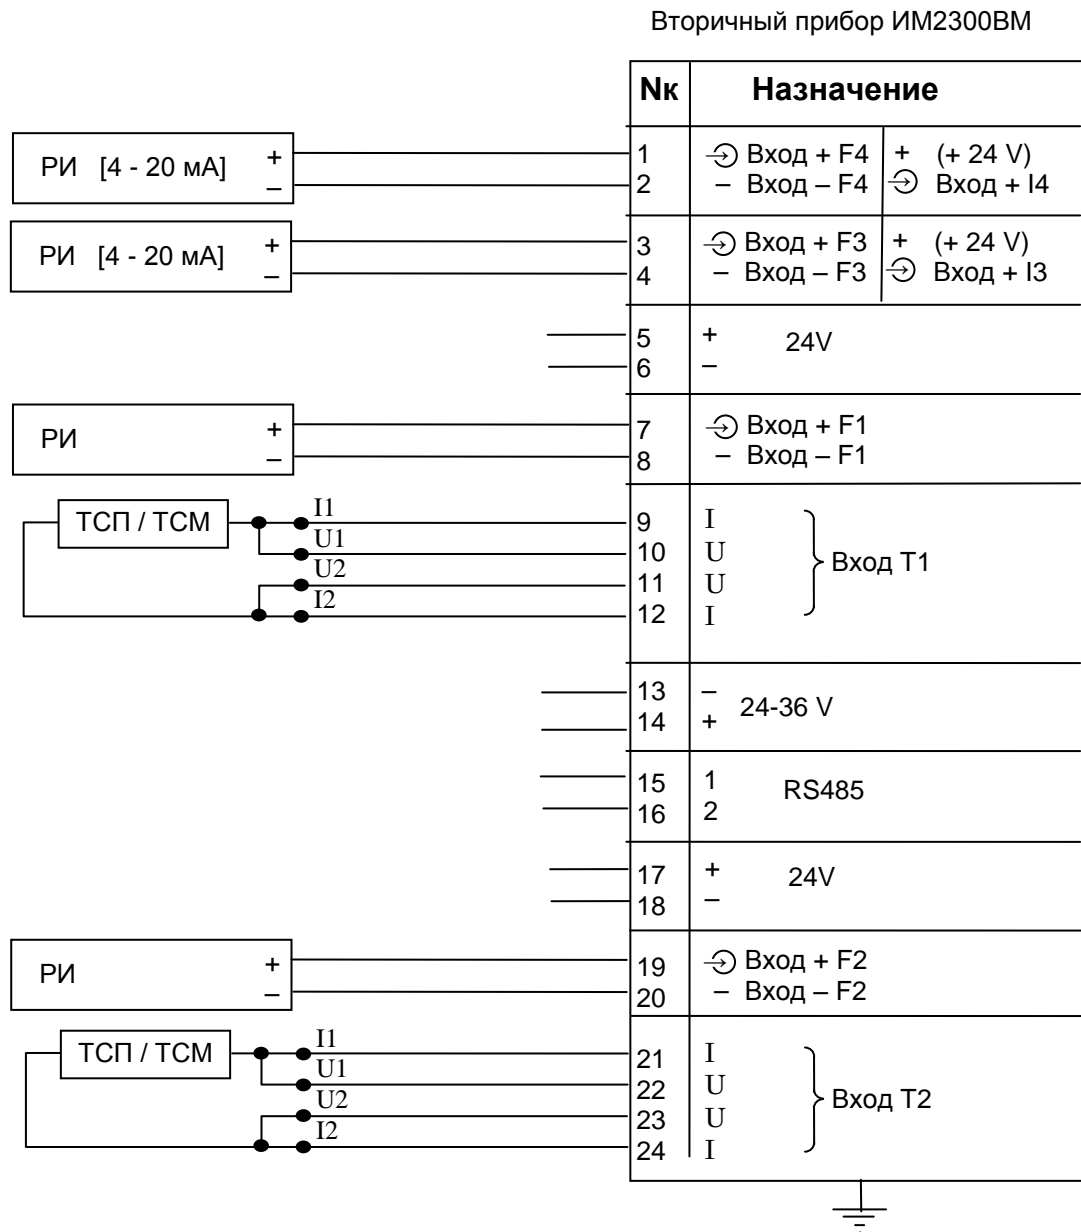 Вторичный прибор ИМ2300ВМ
Nк Назначение
РИ [4 - 20 мА] + 1 Вход + F4 + (+ 24 V)
– 2 – Вход – F4 Вход + I4
РИ [4 - 20 мА] + 3 Вход + F3 + (+ 24 V)
– 4 – Вход – F3 Вход + I3
5 + 24V
6 –
РИ + 7 Вход + F1
– 8 – Вход – F1
ТСП / ТСМ I1 9 I
U1 10 U Вход Т1
U2 11 U
I2 12 I
13 – 24-36 V
14 +
15 1 RS485
16 2
17 + 24V
18 –
РИ + 19 Вход + F2
– 20 – Вход – F2
ТСП / ТСМ I1 21 I
U1 22 U Вход Т2
U2 23 U
I2 24 I